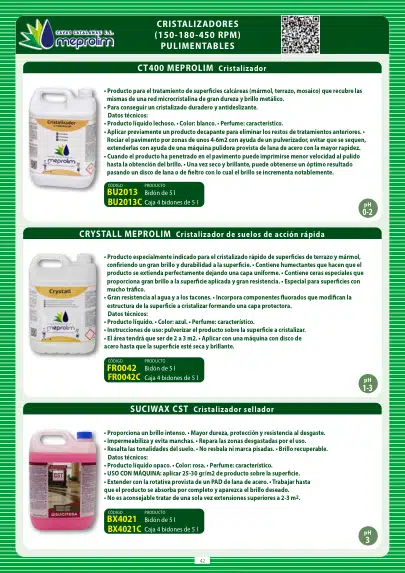 TAPAS CATALANAS S.L.
meprolim
CRISTALIZADORES
(150-180-450 RPM)
PULIMENTABLES
CT400 MEPROLIM Cristalizador
• Producto para el tratamiento de superficies calcáreas (mármol, terrazo, mosaico) que recubre las
mismas de una red microcristalina de gran dureza y brillo metálico.
• Para conseguir un cristalizado duradero y antideslizante.
Datos técnicos:
• Producto líquido lechoso. • Color: blanco. • Perfume: característico.
• Aplicar previamente un producto decapante para eliminar los restos de tratamientos anteriores. •
Rociar el pavimento por zonas de unos 4-6m2 con ayuda de un pulverizador, evitar que se sequen,
extenderlas con ayuda de una máquina pulidora provista de lana de acero con la mayor rapidez.
• Cuando el producto ha penetrado en el pavimento puede imprimirse menor velocidad al pulido
hasta la obtención del brillo. • Una vez seco y brillante, puede obtenerse un óptimo resultado
pasando un disco de lana o de fieltro con lo cual el brillo se incrementa notablemente.
CÓDIGO PRODUCTO
BU2013 Bidón de 5 l
BU2013C Caja 4 bidones de 5 l
pH
0-2
Cristalizador
meprolim
CRYSTALL MEPROLIM Cristalizador de suelos de acción rápida
• Producto especialmente indicado para el cristalizado rápido de superficies de terrazo y mármol,
confiriendo un gran brillo y durabilidad a la superficie. • Contiene humectantes que hacen que el
producto se extienda perfectamente dejando una capa uniforme. • Contiene ceras especiales que
proporciona gran brillo a la superficie aplicada y gran resistencia. • Especial para superficies con
mucho tráfico.
• Gran resistencia al agua y a los tacones. • Incorpora componentes fluorados que modifican la
estructura de la superficie a cristalizar formando una capa protectora.
Datos técnicos:
• Producto líquido. • Color: azul. • Perfume: característico.
• Instrucciones de uso: pulverizar el producto sobre la superficie a cristalizar.
• El área tendrá que ser de 2 a 3 m2. • Aplicar con una máquina con disco de
acero hasta que la superficie esté seca y brillante.
CÓDIGO PRODUCTO
FR0042 Bidón de 5 l
FR0042C Caja 4 bidones de 5 l
pH
1-3
Crystall
meprolim
SUCIWAX CST Cristalizador sellador
• Proporciona un brillo intenso. • Mayor dureza, protección y resistencia al desgaste.
• Impermeabiliza y evita manchas. • Repara las zonas desgastadas por el uso.
• Resalta las tonalidades del suelo. • No resbala ni marca pisadas. • Brillo recuperable.
Datos técnicos:
• Producto líquido opaco. • Color: rosa. • Perfume: característico.
• USO CON MÁQUINA: aplicar 25-30 gr/m2 de producto sobre la superficie.
• Extender con la rotativa provista de un PAD de lana de acero. • Trabajar hasta
que el producto se absorba por completo y aparezca el brillo deseado.
• No es aconsejable tratar de una sola vez extensiones superiores a 2-3 m².
CÓDIGO PRODUCTO
BX4021 Bidón de 5 l
BX4021C Caja 4 bidones de 5 l
pH
3
CST
42